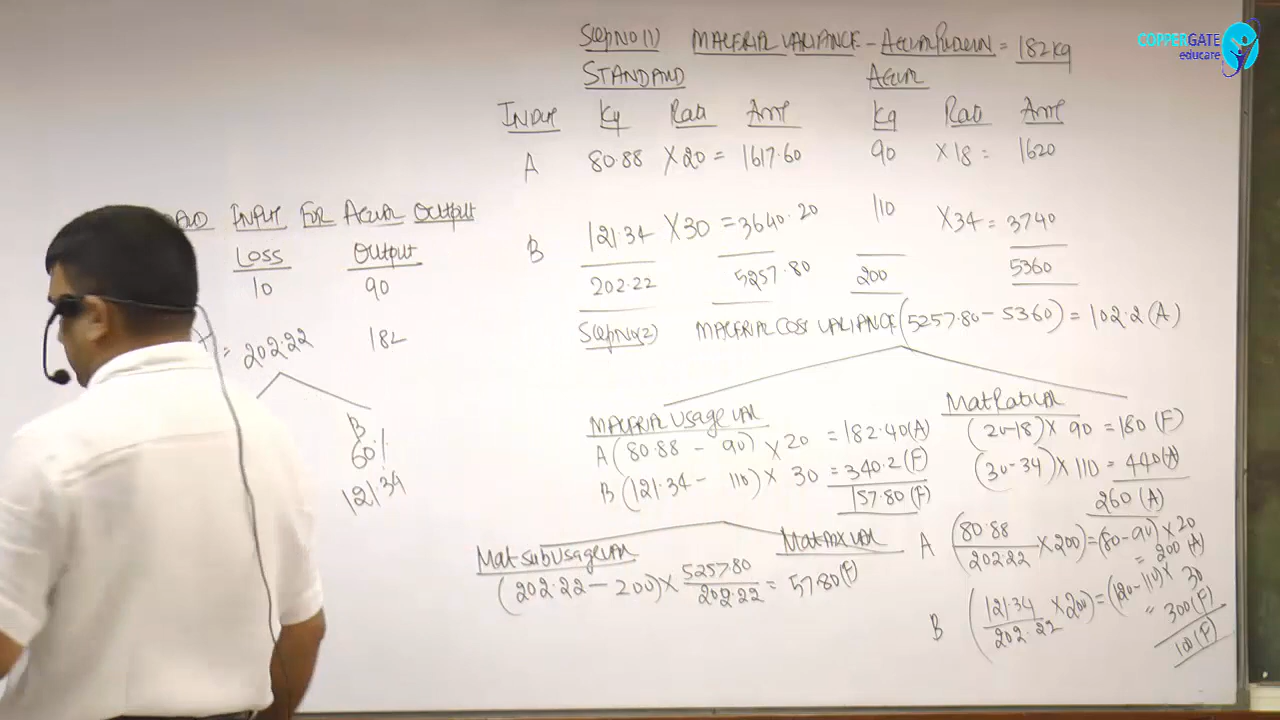 COPPERGATE
educare
Step No (1) MATERIAL VARIANCE - = 182 Kg
STANDARD
INPUT Kg Rate Amt Kg Rate Amt
A 80.88 X 20 = 1617.60 90 X 18 = 1620
B 121.34 X 30 = 3640.20 110 X 34 = 3740
202.22 5257.80 200 5360
Step No(2) MATERIAL COST VARIANCE (5257.80 - 5360) = 102.2 (A)
MATERIAL Usage VAR
A (80.88 - 90) X 20 = 182.40 (A)
B (121.34 - 110) X 30 = 340.2 (F)
157.80 (F)
Mat Rate VAR
(20-18) X 90 = 180 (F)
(30-34) X 110 = 440 (A)
260 (A)
Mat sub usage VAR
(202.22 - 200) X 5257.80 / 202.22 = 57.80 (F)
Mat mix VAR
A (80.88 / 202.22 X 200) = (80-90) X 20
= 200 (A)
B (121.34 / 202.22 X 200) = (120-110) X 30
= 300 (F)
100 (F)
INPUT FOR OUTPUT
Loss Output
10 90
= 202.22 182
B
60%
121.34